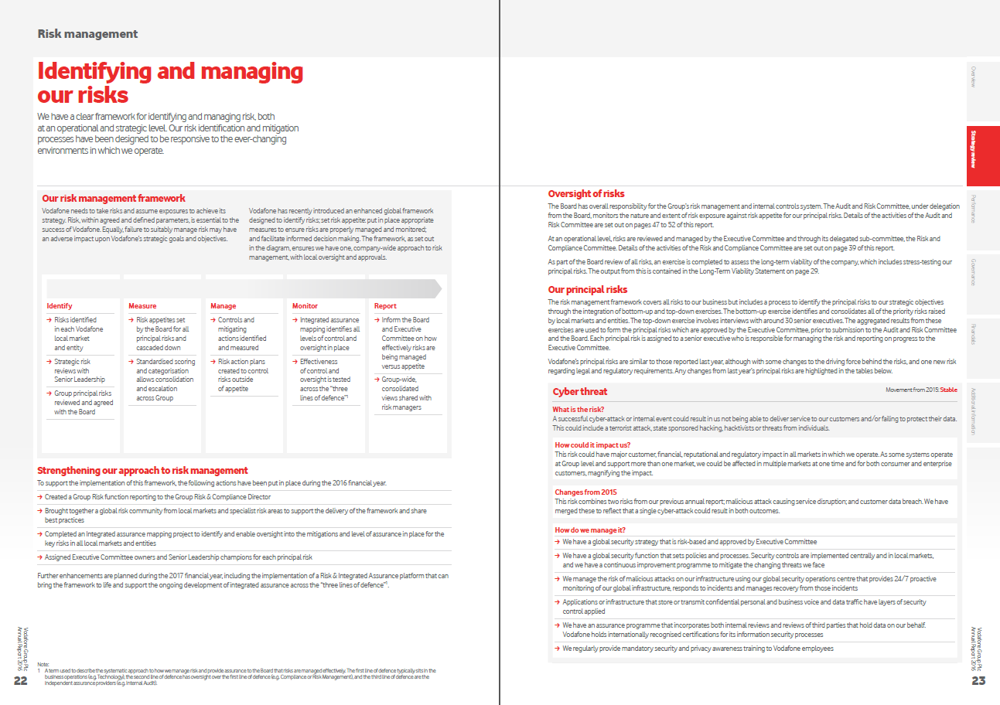 Risk management
Identifying and managing
our risks
We have a clear framework for identifying and managing risk, both
at an operational and strategic level. Our risk identification and mitigation
processes have been designed to be responsive to the ever-changing
environments in which we operate.
Our risk management framework
Vodafone needs to take risks and assume exposures to achieve its
strategy. Risk, within agreed and defined parameters, is essential to the
success of Vodafone. Equally, failure to suitably manage risk may have
an adverse impact upon Vodafone's strategic goals and objectives.
Vodafone has recently introduced an enhanced global framework
designed to identify risks; set risk appetite: put in place appropriate
measures to ensure risks are properly managed and monitored;
and facilitate informed decision making. The framework, as set out
in the diagram, ensures we have one, company-wide approach to risk
management, with local oversight and approvals.
Identify
→ Risks identified
in each Vodafone
local market
and entity
→ Strategic risk
reviews with
Senior Leadership
→ Group principal risks
reviewed and agreed
with the Board
Measure
→ Risk appetites set
by the Board for all
principal risks and
cascaded down
→ Standardised scoring
and categorisation
allows consolidation
and escalation
across Group
Manage
→ Controls and
mitigating
actions identified
and measured
→ Risk action plans
created to control
risks outside
of appetite
Monitor
→ Integrated assurance
mapping identifies all
levels of control and
oversight in place
→ Effectiveness
of control and
oversight is tested
across the "three
lines of defence"1
Report
→ Inform the Board
and Executive
Committee on how
effectively risks are
being managed
versus appetite
→ Group-wide,
consolidated
views shared with
risk managers
Strengthening our approach to risk management
To support the implementation of this framework, the following actions have been put in place during the 2016 financial year.
→ Created a Group Risk function reporting to the Group Risk & Compliance Director
→ Brought together a global risk community from local markets and specialist risk areas to support the delivery of the framework and share
best practices
→ Completed an Integrated assurance mapping project to identify and enable oversight into the mitigations and level of assurance in place for the
key risks in all local markets and entities
→ Assigned Executive Committee owners and Senior Leadership champions for each principal risk
Further enhancements are planned during the 2017 financial year, including the implementation of a Risk & Integrated Assurance platform that can
bring the framework to life and support the ongoing development of integrated assurance across the "three lines of defence"1.
Note:
1 A term used to describe the systematic approach to how we manage risk and provide assurance to the Board that risks are managed effectively. The first line of defence typically sits in the
business operations (e.g. Technology), the second line of defence has oversight over the first line of defence (e.g. Compliance or Risk Management), and the third line of defence are the
independent assurance providers (e.g. Internal Audit).
Vodafone Group Plc
Annual Report 2016
22
Oversight of risks
The Board has overall responsibility for the Group's risk management and internal controls system. The Audit and Risk Committee, under delegation
from the Board, monitors the nature and extent of risk exposure against risk appetite for our principal risks. Details of the activities of the Audit and
Risk Committee are set out on pages 47 to 52 of this report.
At an operational level, risks are reviewed and managed by the Executive Committee and through its delegated sub-committee, the Risk and
Compliance Committee. Details of the activities of the Risk and Compliance Committee are set out on page 39 of this report.
As part of the Board review of all risks, an exercise is completed to assess the long-term viability of the company, which includes stress-testing our
principal risks. The output from this is contained in the Long-Term Viability Statement on page 29.
Our principal risks
The risk management framework covers all risks to our business but includes a process to identify the principal risks to our strategic objectives
through the integration of bottom-up and top-down exercises. The bottom-up exercise identifies and consolidates all of the priority risks raised
by local markets and entities. The top-down exercise involves interviews with around 30 senior executives. The aggregated results from these
exercises are used to form the principal risks which are approved by the Executive Committee, prior to submission to the Audit and Risk Committee
and the Board. Each principal risk is assigned to a senior executive who is responsible for managing the risk and reporting on progress to the
Executive Committee.
Vodafone's principal risks are similar to those reported last year, although with some changes to the driving force behind the risks, and one new risk
regarding legal and regulatory requirements. Any changes from last year's principal risks are highlighted in the tables below.
Cyber threat
Movement from 2015: Stable
What is the risk?
A successful cyber-attack or internal event could result in us not being able to deliver service to our customers and/or failing to protect their data.
This could include a terrorist attack, state sponsored hacking, hacktivists or threats from individuals.
How could it impact us?
This risk could have major customer, financial, reputational and regulatory impact in all markets in which we operate. As some systems operate
at Group level and support more than one market, we could be affected in multiple markets at one time and for both consumer and enterprise
customers, magnifying the impact.
Changes from 2015
This risk combines two risks from our previous annual report; malicious attack causing service disruption; and customer data breach. We have
merged these to reflect that a single cyber-attack could result in both outcomes.
How do we manage it?
→ We have a global security strategy that is risk-based and approved by Executive Committee
→ We have a global security function that sets policies and processes. Security controls are implemented centrally and in local markets,
and we have a continuous improvement programme to mitigate the changing threats we face
→ We manage the risk of malicious attacks on our infrastructure using our global security operations centre that provides 24/7 proactive
monitoring of our global infrastructure, responds to incidents and manages recovery from those incidents
→ Applications or infrastructure that store or transmit confidential personal and business voice and data traffic have layers of security
control applied
→ We have an assurance programme that incorporates both internal reviews and reviews of third parties that hold data on our behalf.
Vodafone holds internationally recognised certifications for its information security processes
→ We regularly provide mandatory security and privacy awareness training to Vodafone employees
Overview
Strategy review
Performance
Governance
Financials
Additional information
Vodafone Group Plc
Annual Report 2016
23